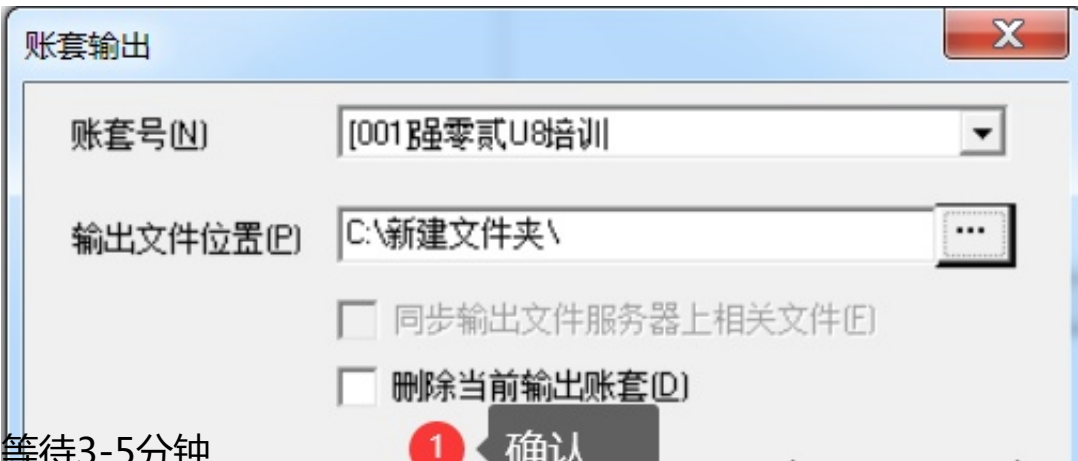 账套输出
X
账套号(N) [001]强零贰U8培训
输出文件位置(P) C:\新建文件夹\ ...
同步输出文件服务器上相关文件(F)
删除当前输出账套(D)
1 确认
等待3-5分钟